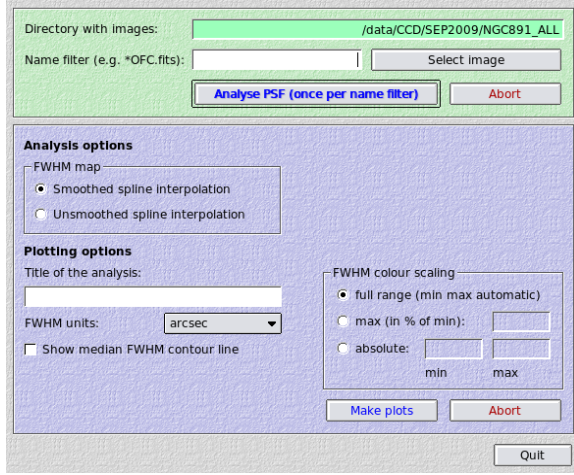 Directory with images: /data/CCD/SEP2009/NGC891_ALL
Name filter (e.g. *OFC.fits): Select image
Analyse PSF (once per name filter) Abort
Analysis options
FWHM map
Smoothed spline interpolation
Unsmoothed spline interpolation
Plotting options
Title of the analysis:
FWHM units: arcsec
Show median FWHM contour line
FWHM colour scaling
full range (min max automatic)
max (in % of min):
absolute:
min max
Make plots Abort
Quit